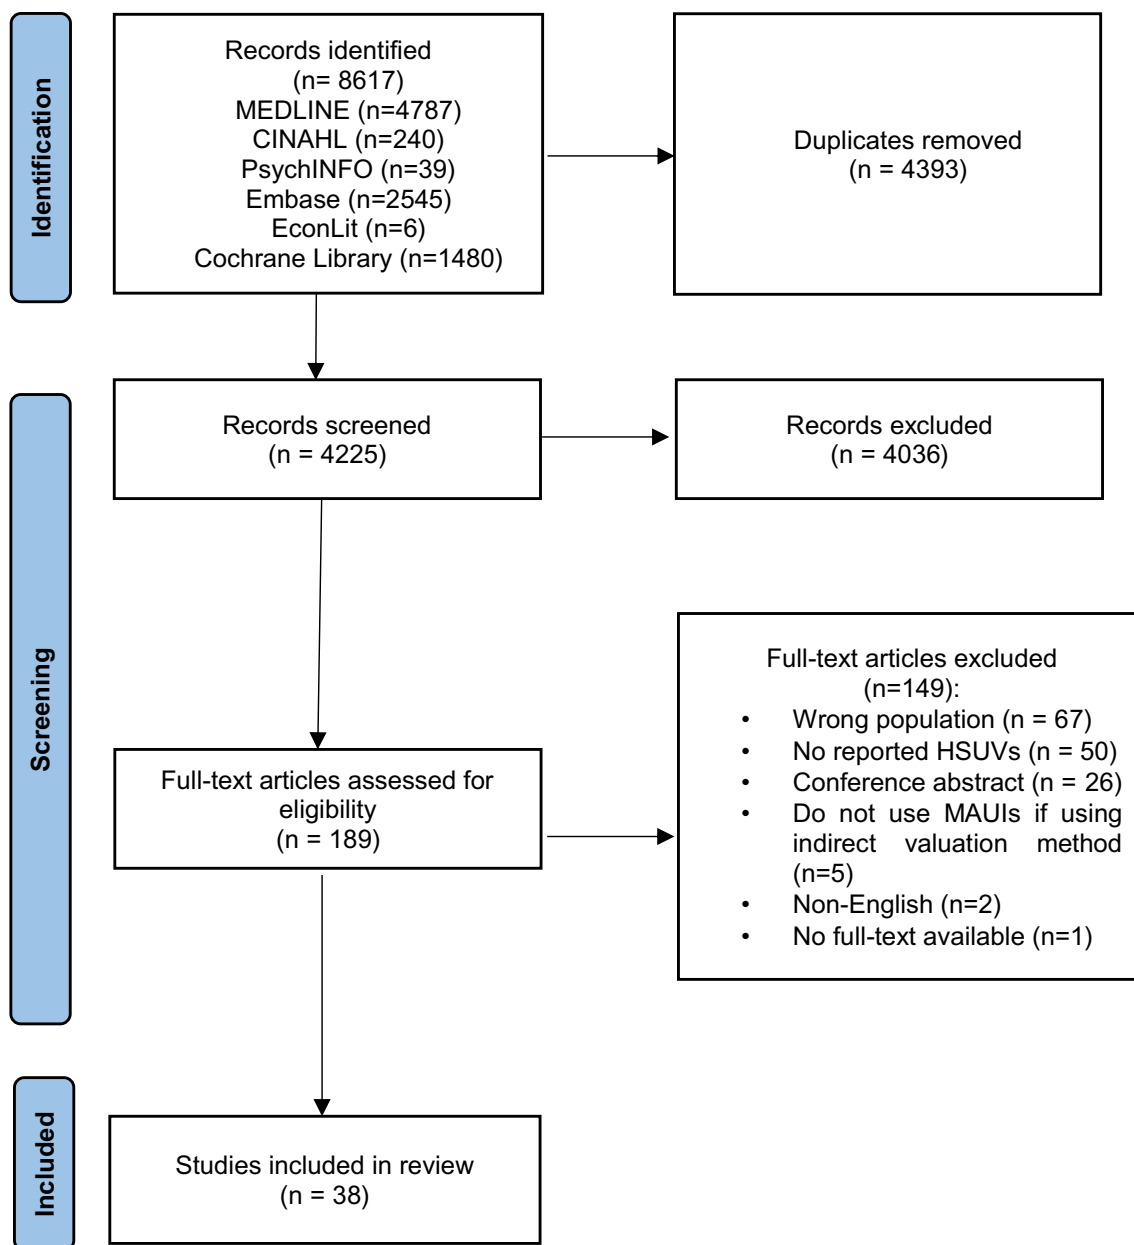 Identification
Records identified
(n= 8617)
MEDLINE (n=4787)
CINAHL (n=240)
PsychINFO (n=39)
Embase (n=2545)
EconLit (n=6)
Cochrane Library (n=1480)
Duplicates removed
(n = 4393)
Screening
Records screened
(n = 4225)
Records excluded
(n = 4036)
Full-text articles assessed for
eligibility
(n = 189)
Full-text articles excluded
(n=149):
• Wrong population (n = 67)
• No reported HSUVs (n = 50)
• Conference abstract (n = 26)
• Do not use MAUIs if using
indirect valuation method
(n=5)
• Non-English (n=2)
• No full-text available (n=1)
Included
Studies included in review
(n = 38)